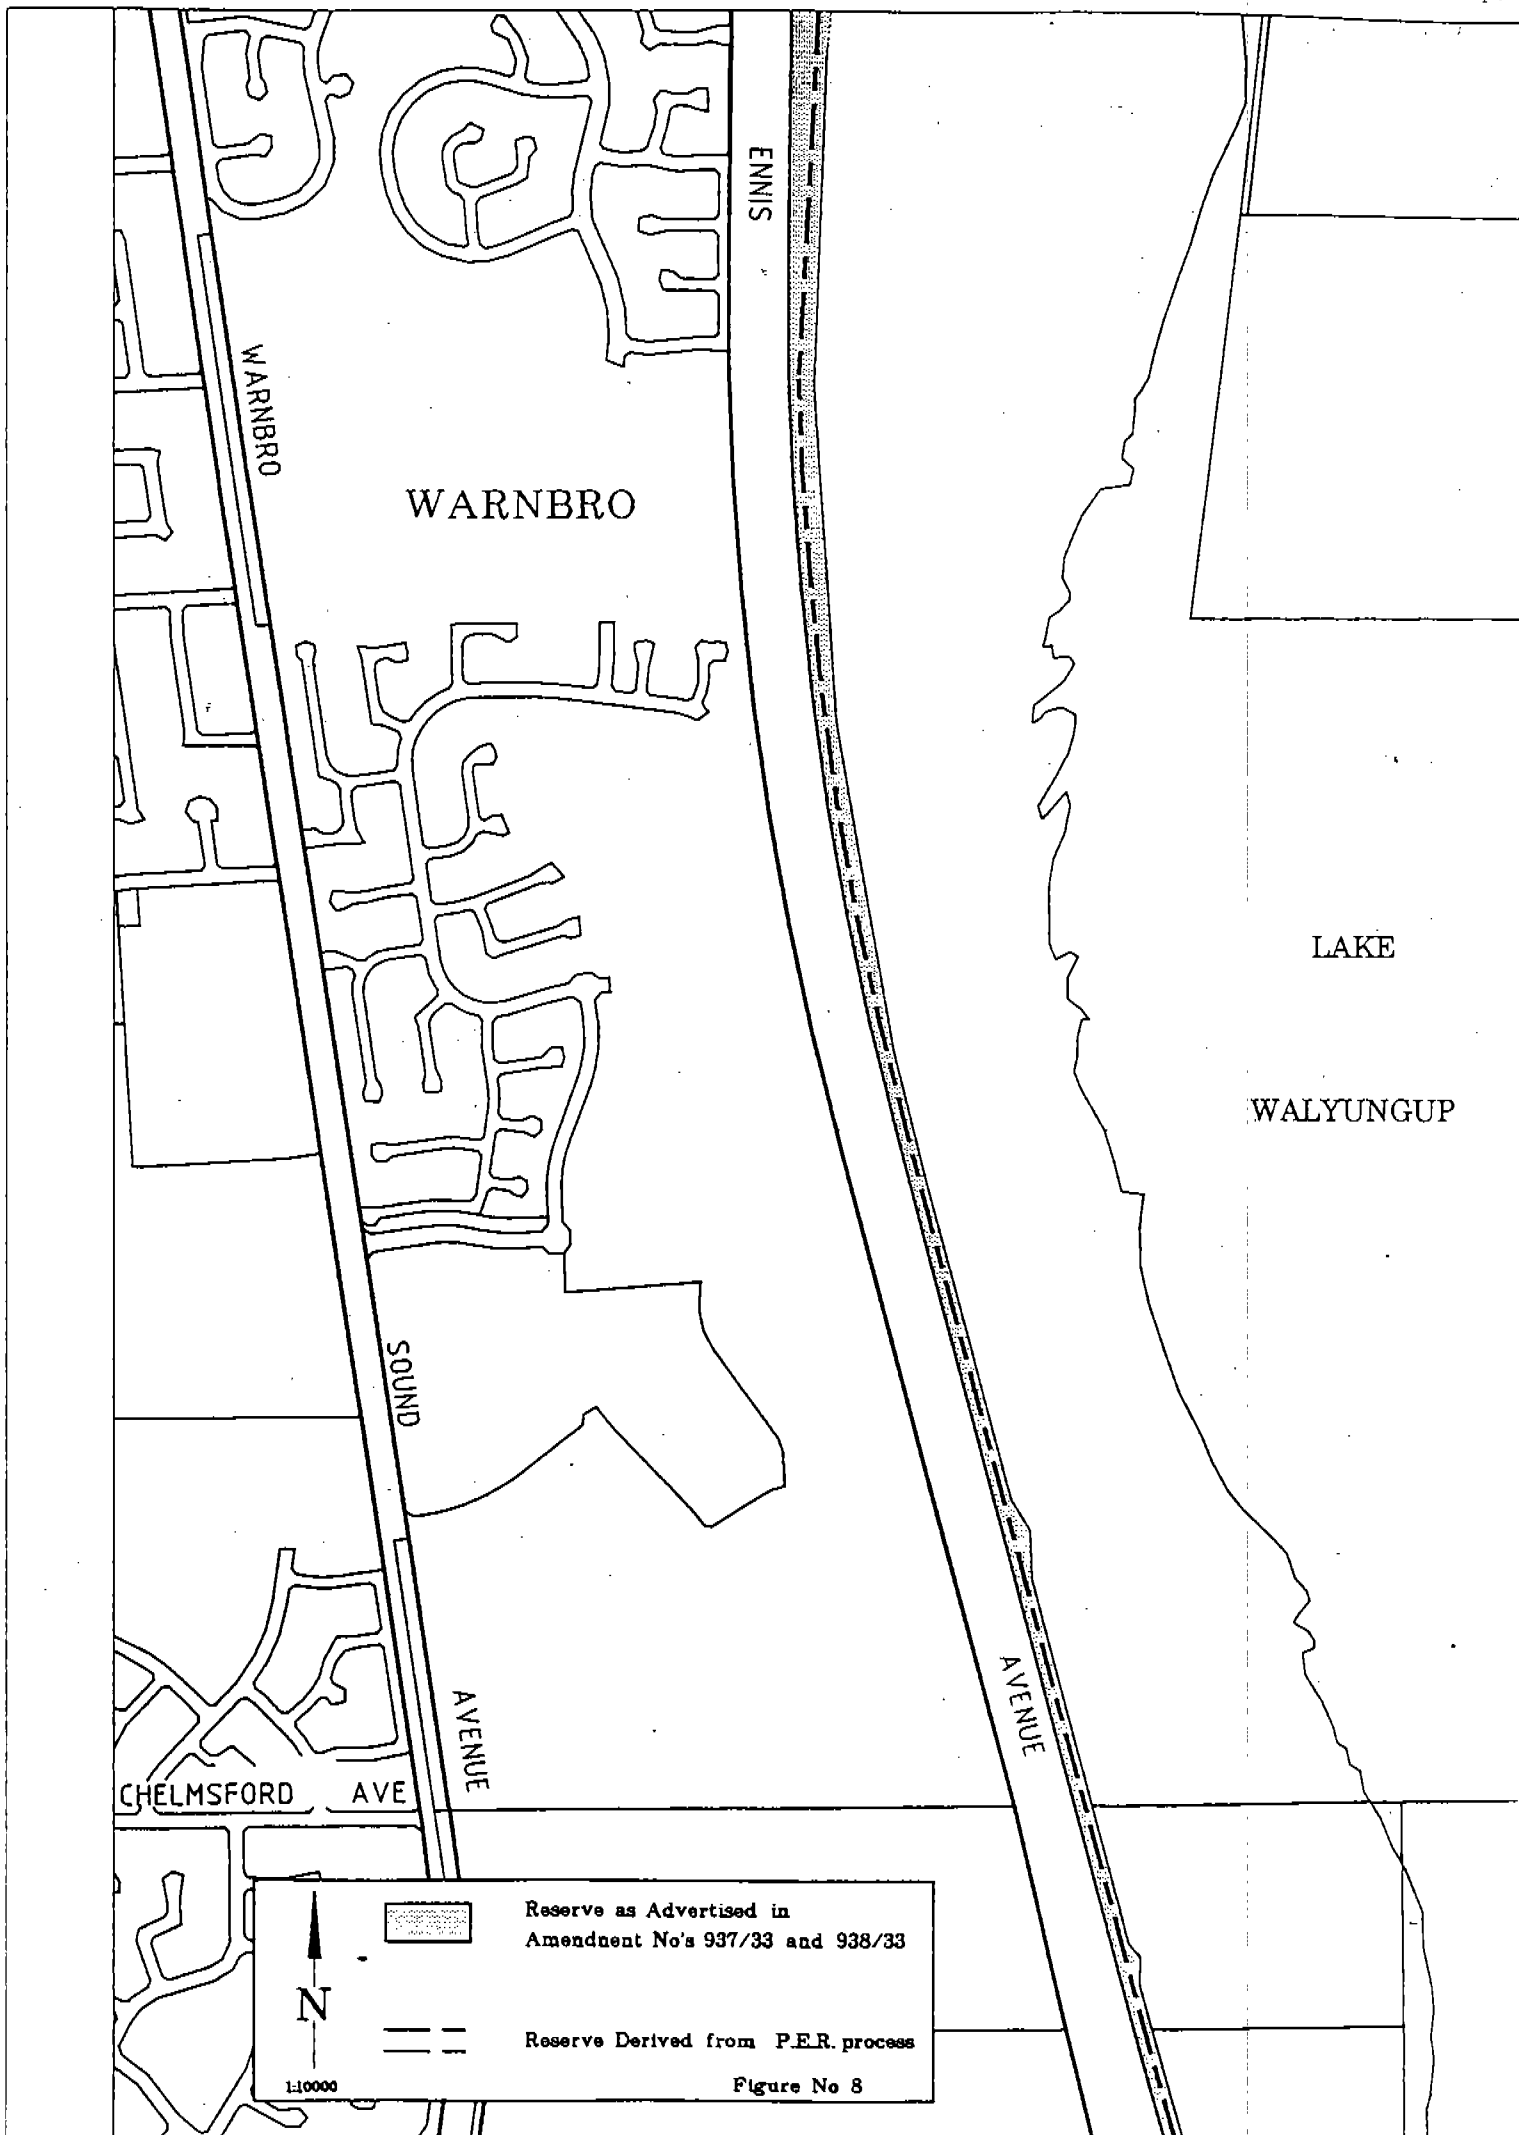 ENNIS
WARNBRO
WARNBRO
LAKE
WALYUNGUP
SOUND
AVENUE
AVENUE
CHELMSFORD AVE
Reserve as Advertised in
Amendment No's 937/33 and 938/33
N
Reserve Derived from P.E.R. process
1:10000
Figure No 8